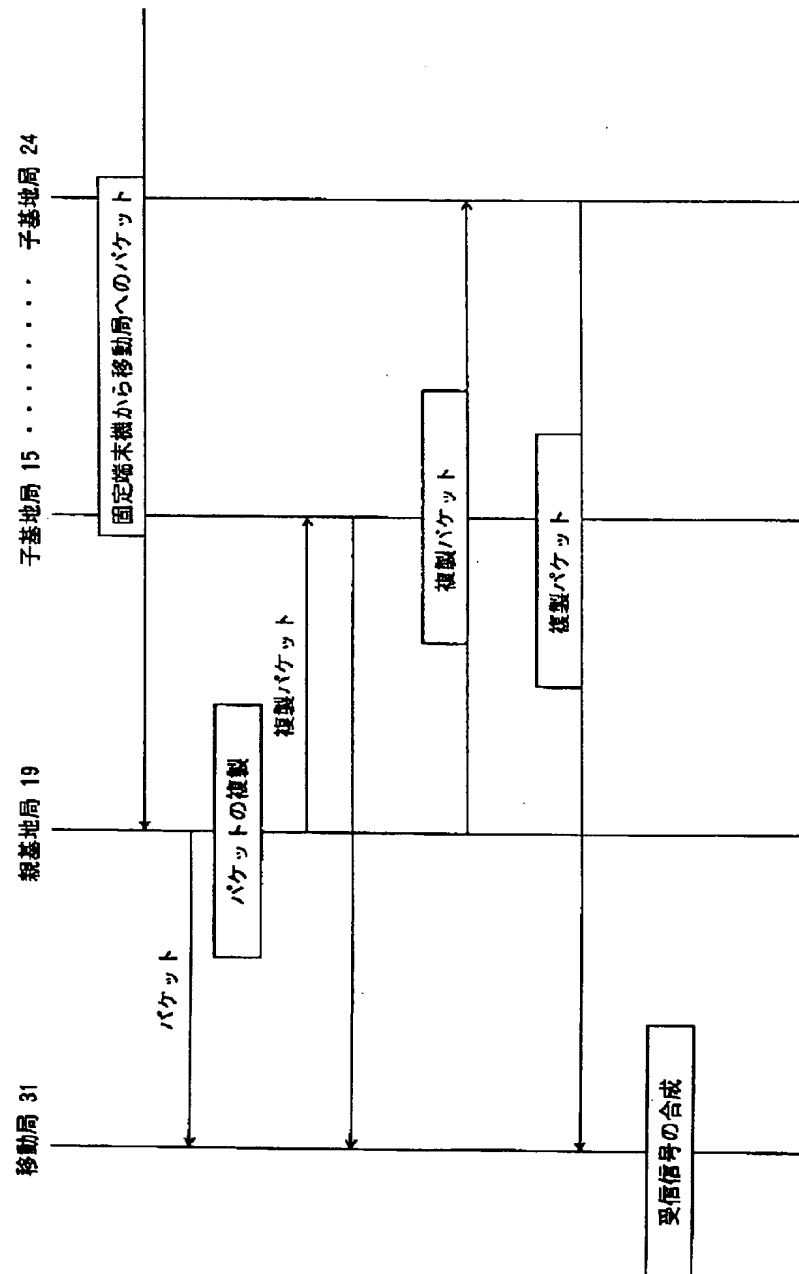 移動局 31
親基地局 19
子基地局 15 ・・・・・・・・ 子基地局 24
固定端末機から移動局へのパケット
パケット
パケットの複製
複製パケット
複製パケット
複製パケット
受信信号の合成